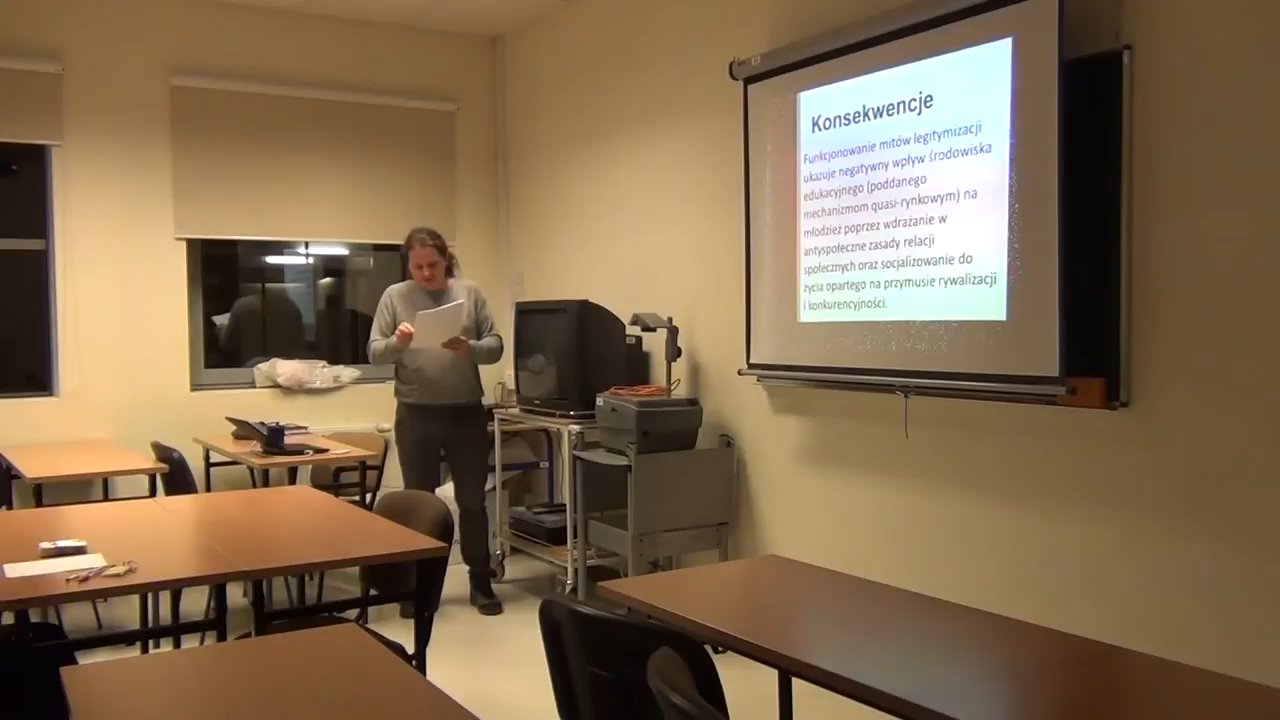 Konsekwencje
Funkcjonowanie mitów legitymizacji
ukazuje negatywny wpływ środowiska
edukacyjnego (poddanego
mechanizmom quasi-rynkowym) na
młodzież poprzez wdrażanie w
antyspołeczne zasady relacji
społecznych oraz socjalizowanie do
życia opartego na przymusie rywalizacji
i konkurencyjności.